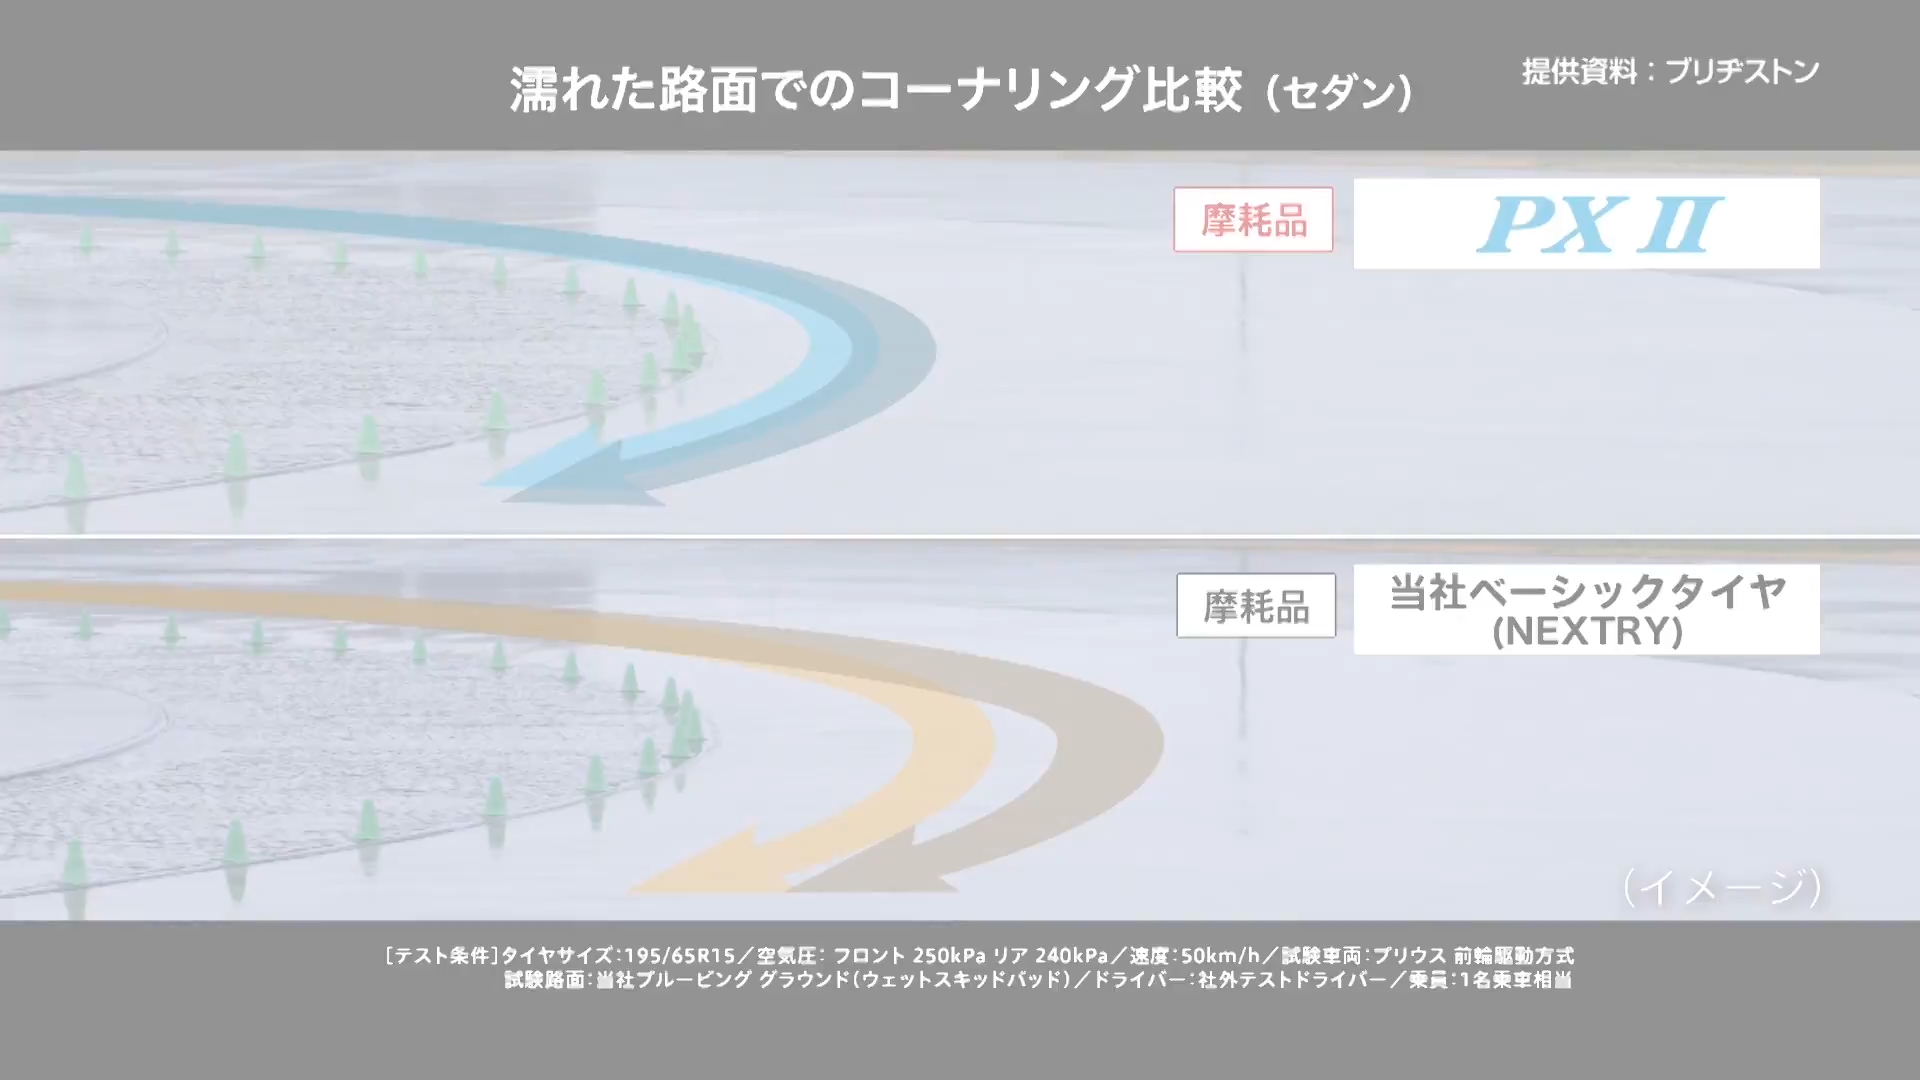 濡れた路面でのコーナリング比較（セダン）
提供資料：ブリヂストン
摩耗品
PX II
摩耗品
当社ベーシックタイヤ
(NEXTRY)
（イメージ）
［テスト条件］タイヤサイズ：195/65R15／空気圧：フロント 250kPa リア 240kPa／速度：50km/h／試験車両：プリウス 前輪駆動方式
試験路面：当社プルービング グラウンド（ウェットスキッドパッド）／ドライバー：社外テストドライバー／乗員：1名乗車相当